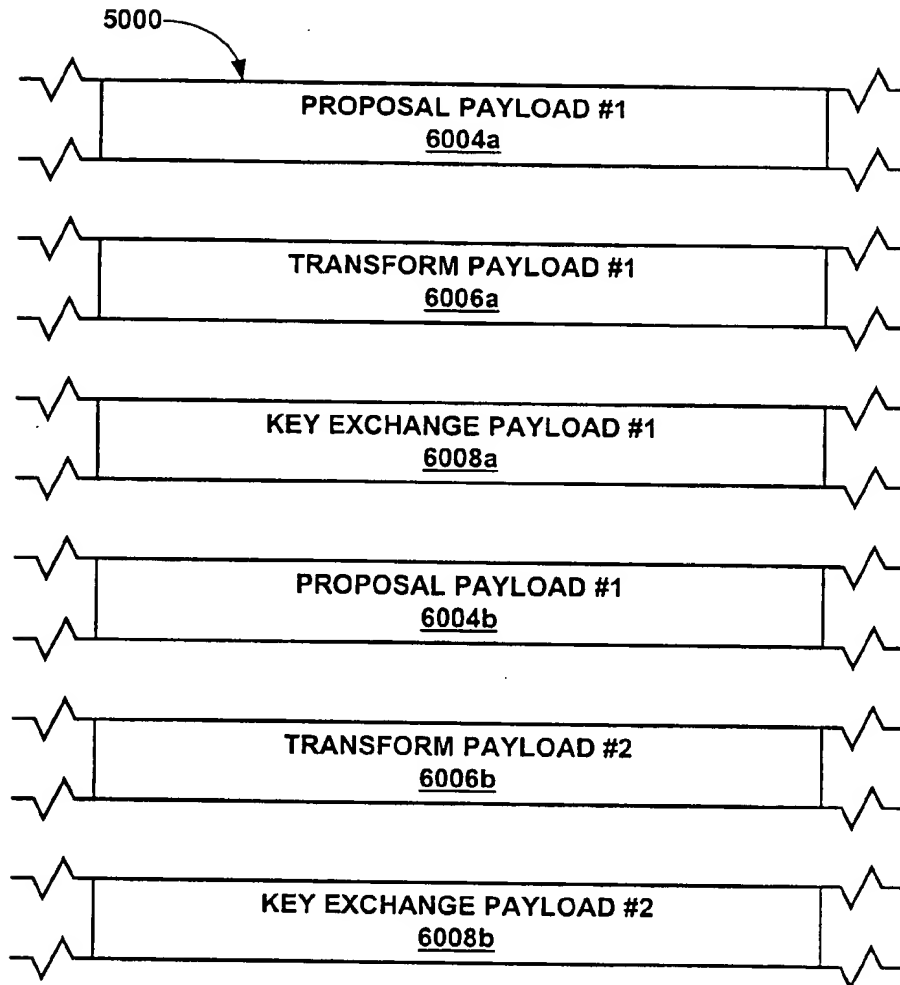 5000
PROPOSAL PAYLOAD #1
6004a
TRANSFORM PAYLOAD #1
6006a
KEY EXCHANGE PAYLOAD #1
6008a
PROPOSAL PAYLOAD #1
6004b
TRANSFORM PAYLOAD #2
6006b
KEY EXCHANGE PAYLOAD #2
6008b